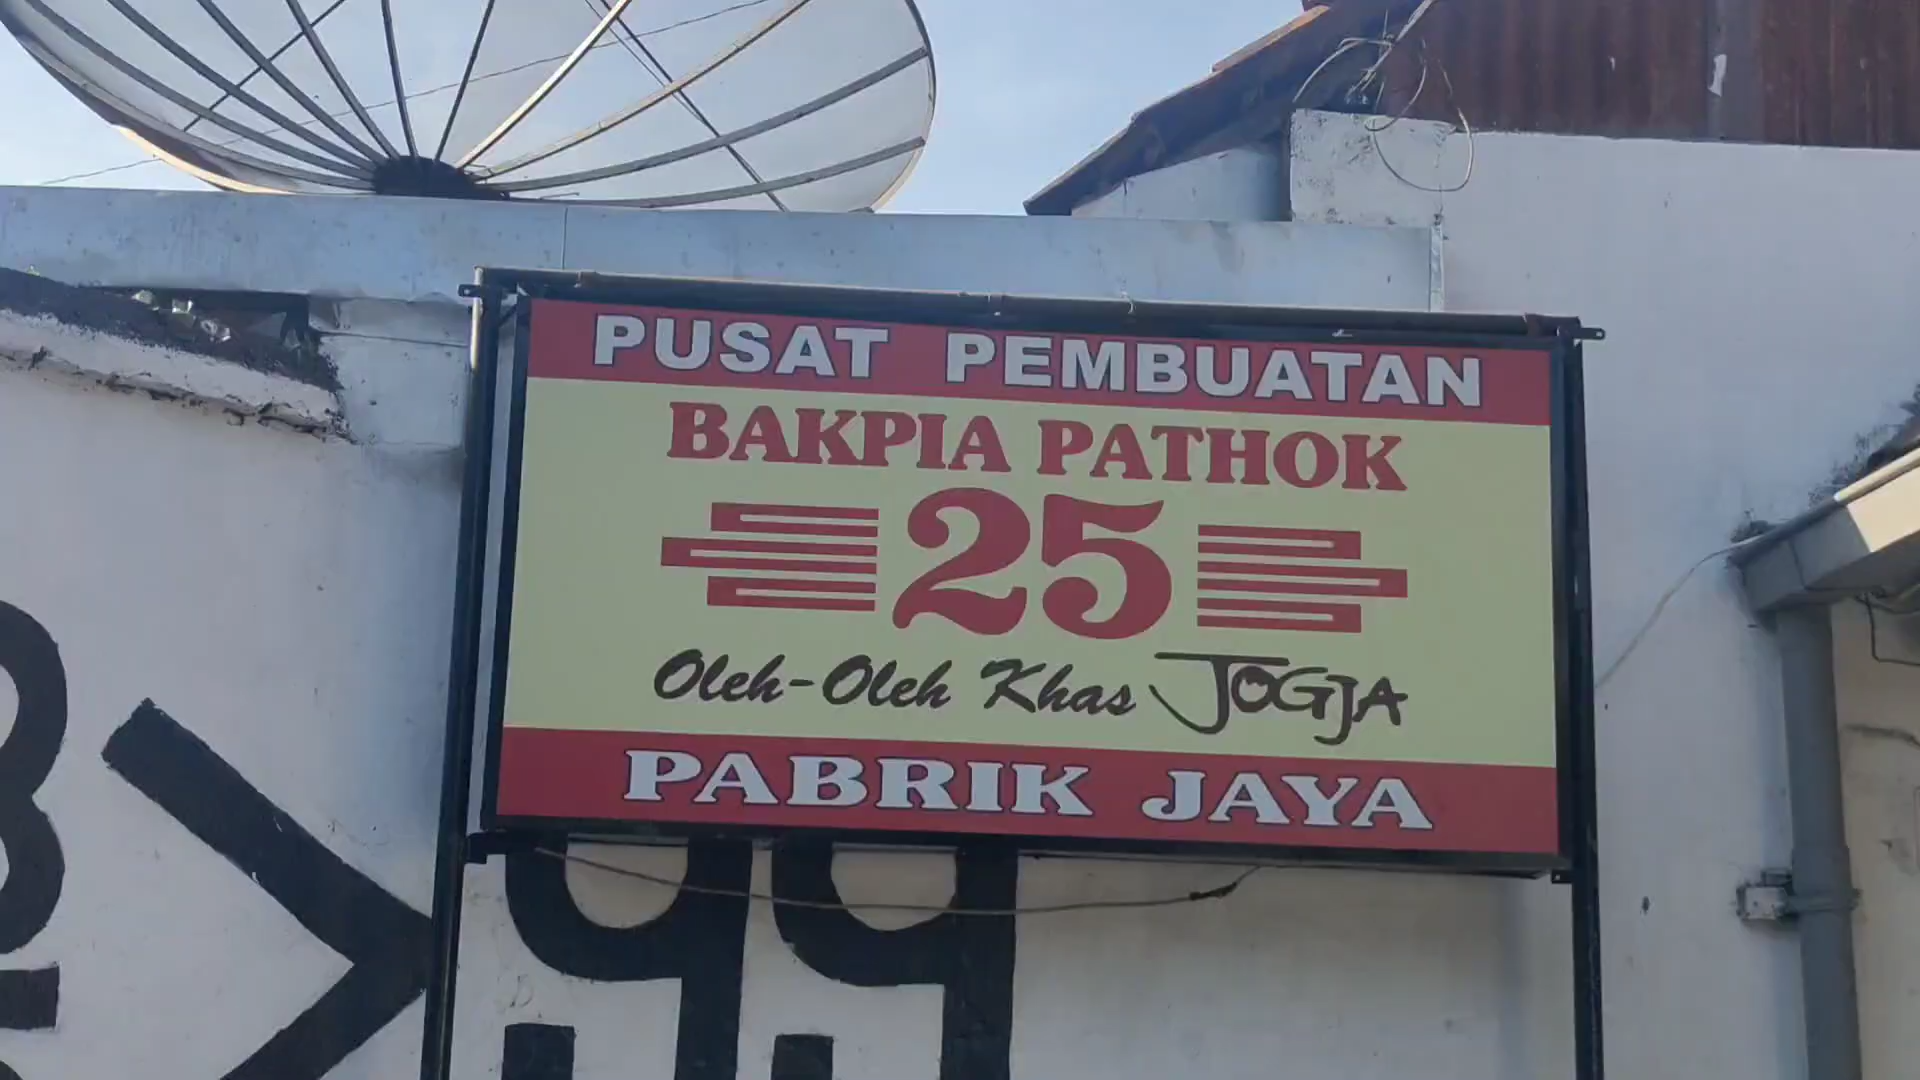 PUSAT PEMBUATAN
BAKPIA PATHOK
25
Oleh-Oleh Khas JOGJA
PABRIK JAYA